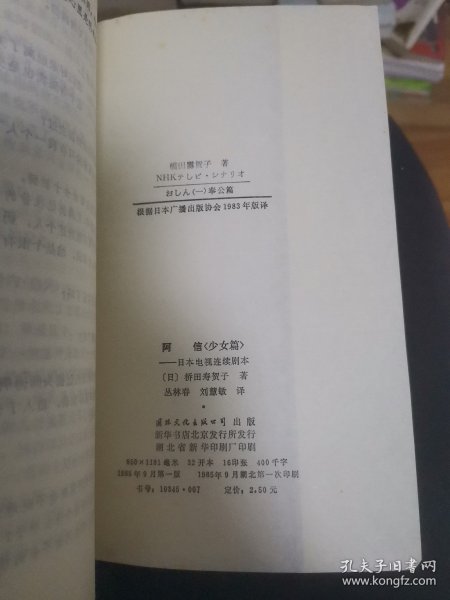 橋田壽賀子 著
NHKテレビ・シナリオ
おしん(一)奉公篇
根据日本广播出版协会1983年版译
阿 信〈少女篇〉
——日本电视连续剧本
〔日〕桥田寿贺子 著
丛林春 刘慧敏 译
国际文化出版公司 出版
新华书店北京发行所发行
湖北省新华印刷厂印刷
850×1181毫米 32开本 16印张 400千字
1985年9月第一版 1985年9月湖北第一次印刷
书号：10346·007 定价：2.50元
孔夫子旧书网
www.kongfz.com